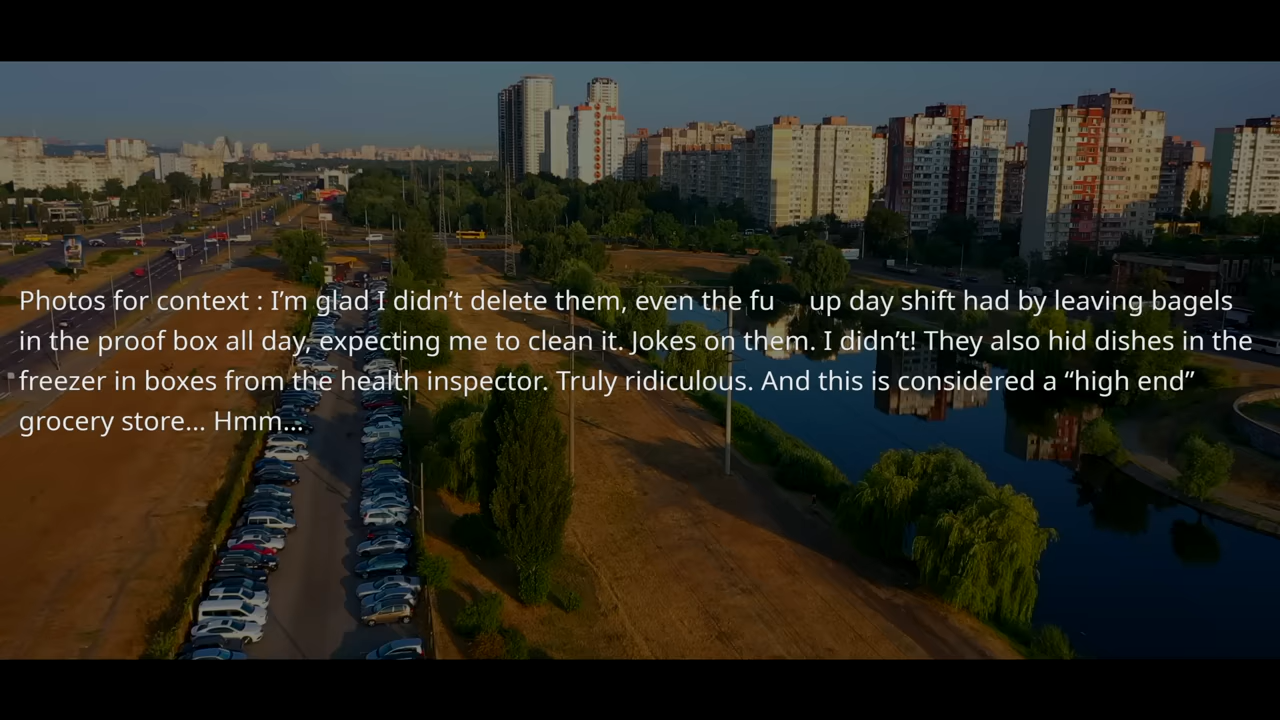 Photos for context : I’m glad I didn’t delete them, even the fu up day shift had by leaving bagels
in the proof box all day, expecting me to clean it. Jokes on them. I didn’t! They also hid dishes in the
freezer in boxes from the health inspector. Truly ridiculous. And this is considered a “high end”
grocery store... Hmm...